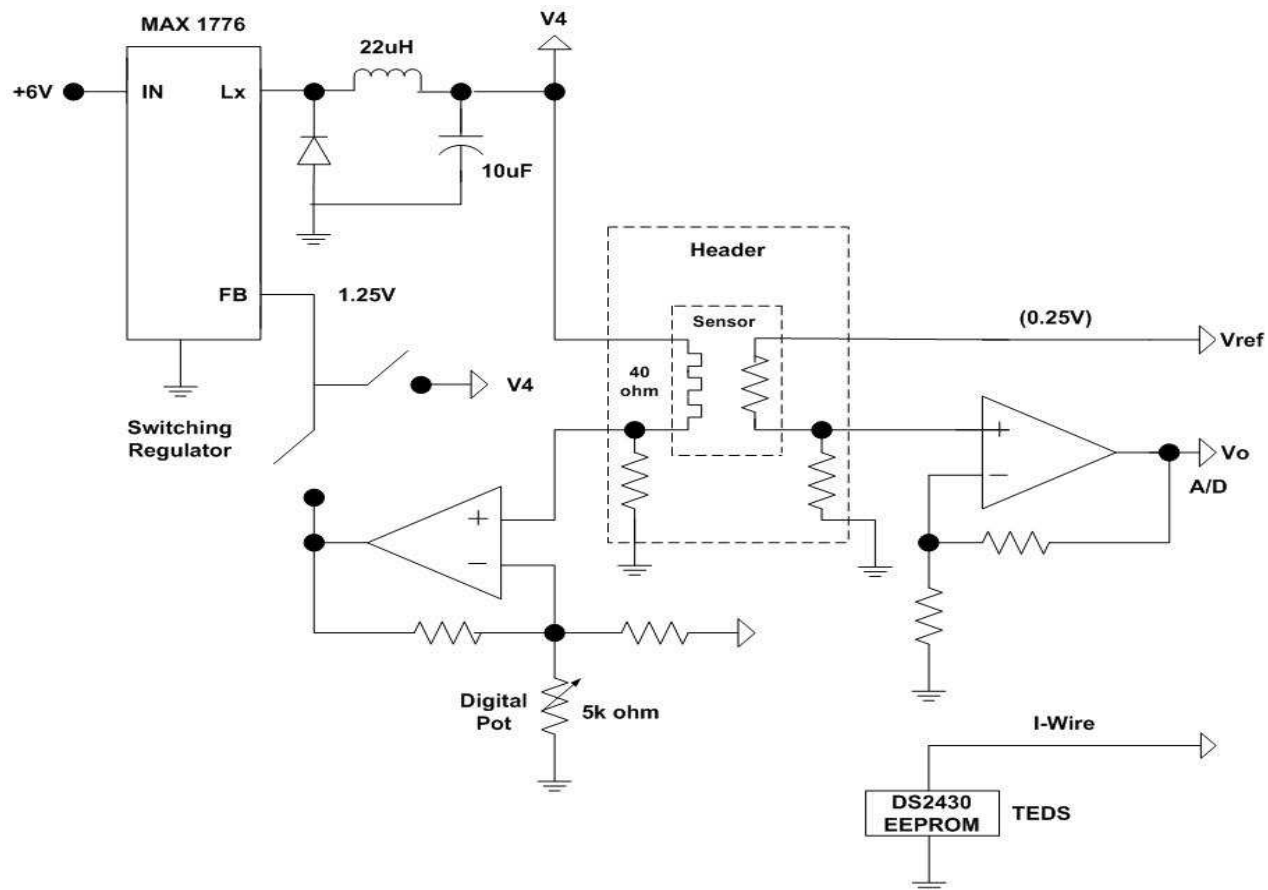 MAX 1776
V4
22uH
+6V
IN
Lx
10uF
Header
FB
1.25V
Sensor
(0.25V)
Vref
40
ohm
V4
Switching
Regulator
+
−
Vo
A/D
+
−
Digital
Pot
5k ohm
I-Wire
DS2430
EEPROM
TEDS